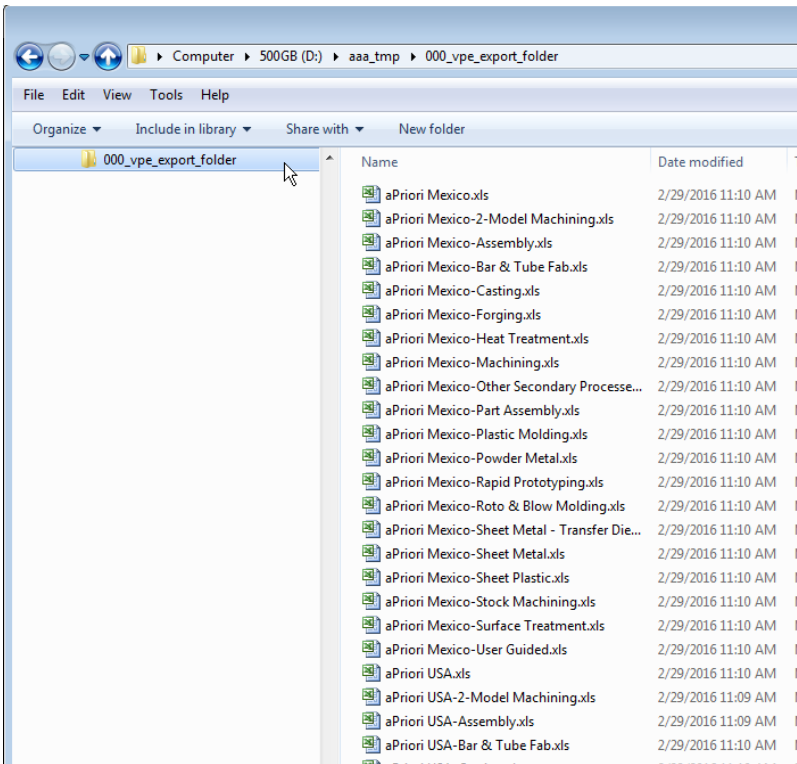 Computer 500GB (D:) aaa_tmp 000_vpe_export_folder
File Edit View Tools Help
Organize Include in library Share with New folder
000_vpe_export_folder Name Date modified
aPriori Mexico.xls 2/29/2016 11:10 AM
aPriori Mexico-2-Model Machining.xls 2/29/2016 11:10 AM
aPriori Mexico-Assembly.xls 2/29/2016 11:10 AM
aPriori Mexico-Bar & Tube Fab.xls 2/29/2016 11:10 AM
aPriori Mexico-Casting.xls 2/29/2016 11:10 AM
aPriori Mexico-Forging.xls 2/29/2016 11:10 AM
aPriori Mexico-Heat Treatment.xls 2/29/2016 11:10 AM
aPriori Mexico-Machining.xls 2/29/2016 11:10 AM
aPriori Mexico-Other Secondary Processe... 2/29/2016 11:10 AM
aPriori Mexico-Part Assembly.xls 2/29/2016 11:10 AM
aPriori Mexico-Plastic Molding.xls 2/29/2016 11:10 AM
aPriori Mexico-Powder Metal.xls 2/29/2016 11:10 AM
aPriori Mexico-Rapid Prototyping.xls 2/29/2016 11:10 AM
aPriori Mexico-Roto & Blow Molding.xls 2/29/2016 11:10 AM
aPriori Mexico-Sheet Metal - Transfer Die... 2/29/2016 11:10 AM
aPriori Mexico-Sheet Metal.xls 2/29/2016 11:10 AM
aPriori Mexico-Sheet Plastic.xls 2/29/2016 11:10 AM
aPriori Mexico-Stock Machining.xls 2/29/2016 11:10 AM
aPriori Mexico-Surface Treatment.xls 2/29/2016 11:10 AM
aPriori Mexico-User Guided.xls 2/29/2016 11:10 AM
aPriori USA.xls 2/29/2016 11:10 AM
aPriori USA-2-Model Machining.xls 2/29/2016 11:09 AM
aPriori USA-Assembly.xls 2/29/2016 11:09 AM
aPriori USA-Bar & Tube Fab.xls 2/29/2016 11:10 AM